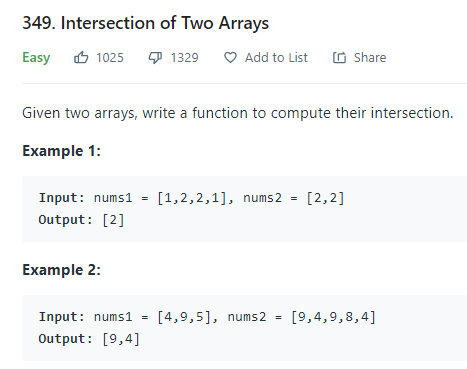 349. Intersection of Two Arrays
Easy 1025 1329 Add to List Share
Given two arrays, write a function to compute their intersection.
Example 1:
Input: nums1 = [1,2,2,1], nums2 = [2,2]
Output: [2]
Example 2:
Input: nums1 = [4,9,5], nums2 = [9,4,9,8,4]
Output: [9,4]